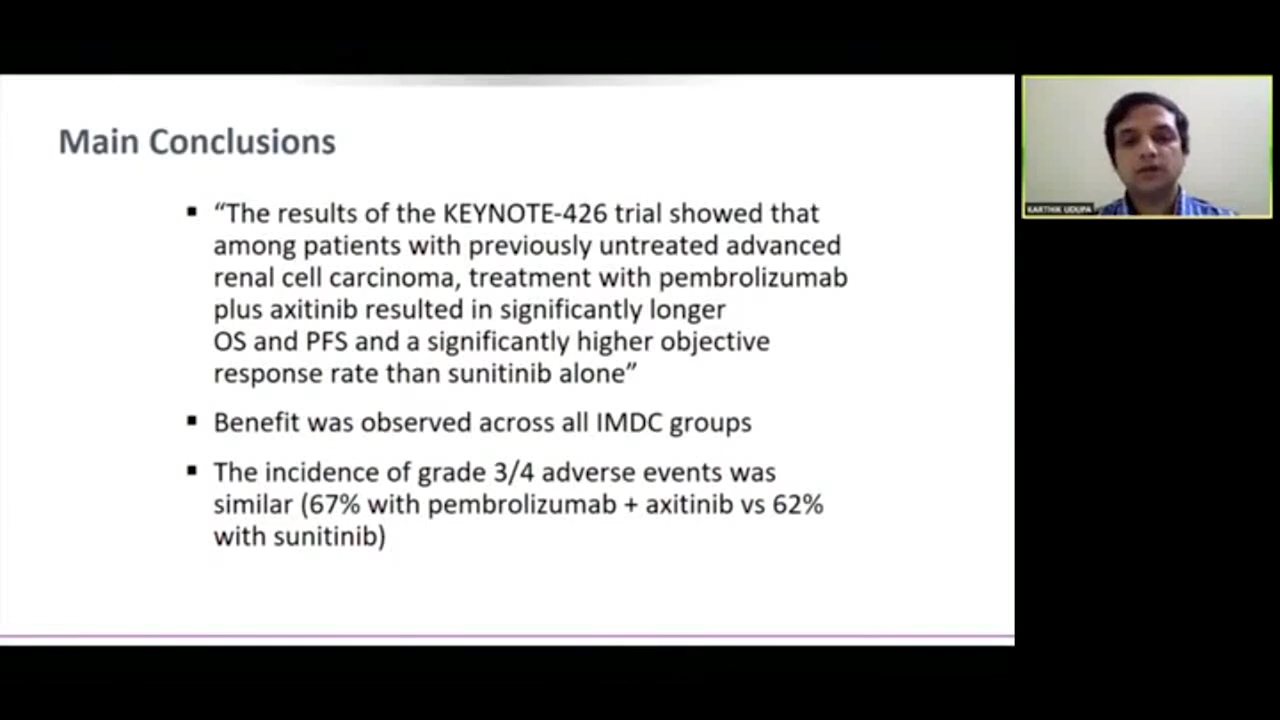 Main Conclusions
▪ “The results of the KEYNOTE-426 trial showed that
among patients with previously untreated advanced
renal cell carcinoma, treatment with pembrolizumab
plus axitinib resulted in significantly longer
OS and PFS and a significantly higher objective
response rate than sunitinib alone”
▪ Benefit was observed across all IMDC groups
▪ The incidence of grade 3/4 adverse events was
similar (67% with pembrolizumab + axitinib vs 62%
with sunitinib)
KARTHIK UDUPA